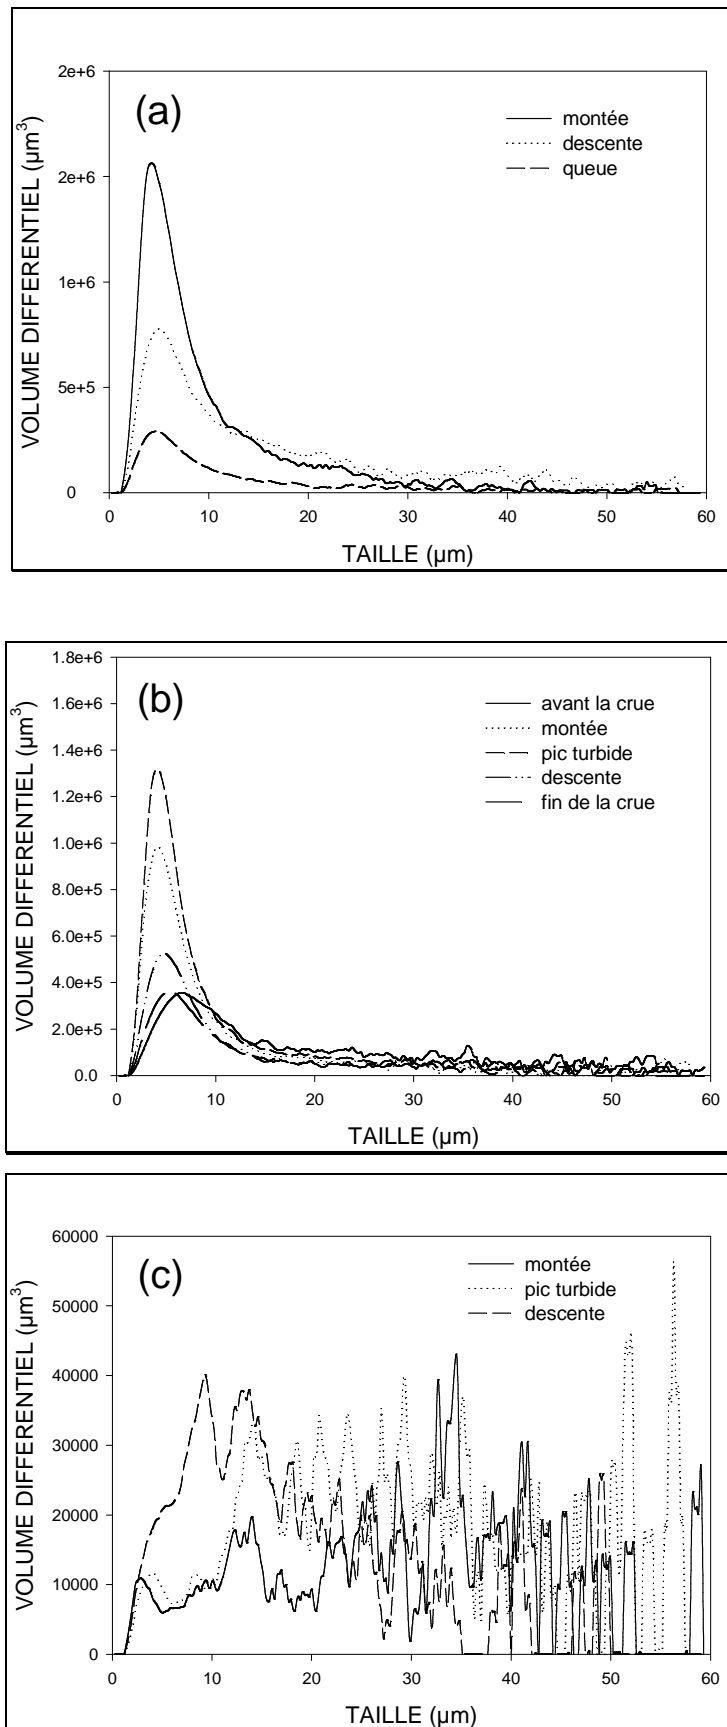 (a)
VOLUME DIFFERENTIEL (µm³)
2e+6
2e+6
1e+6
5e+5
0
montée
descente
queue
0 10 20 30 40 50 60
TAILLE (µm)
(b)
VOLUME DIFFERENTIEL (µm³)
1.8e+6
1.6e+6
1.4e+6
1.2e+6
1.0e+6
8.0e+5
6.0e+5
4.0e+5
2.0e+5
0.0
avant la crue
montée
pic turbide
descente
fin de la crue
0 10 20 30 40 50 60
TAILLE (µm)
(c)
VOLUME DIFFERENTIEL (µm³)
60000
50000
40000
30000
20000
10000
0
montée
pic turbide
descente
0 10 20 30 40 50 60
TAILLE (µm)